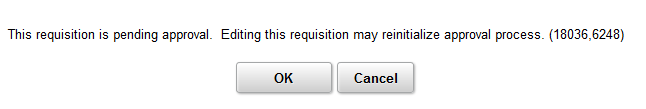 This requisition is pending approval.  Editing this requisition may reinitialize approval process. (18036,6248)
OK
Cancel